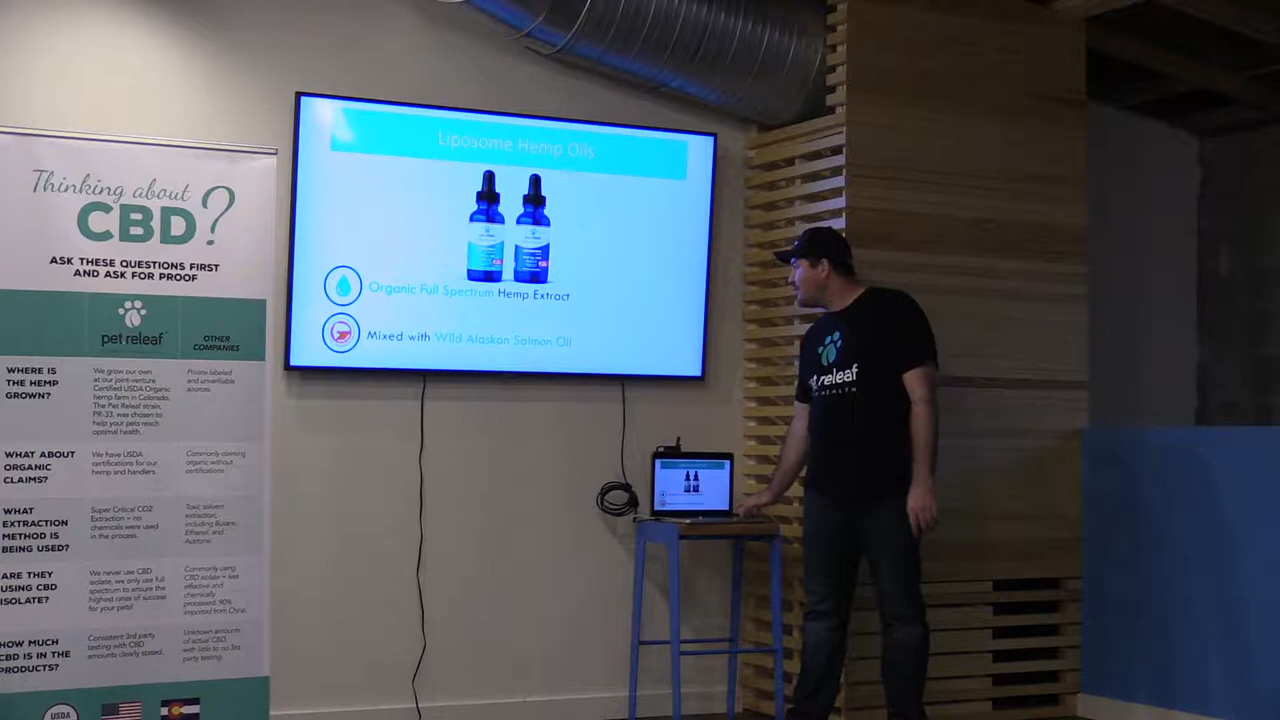 Thinking about
CBD?
ASK THESE QUESTIONS FIRST
AND ASK FOR PROOF
pet releaf
OTHER
COMPANIES
WHERE IS
THE HEMP
GROWN?
We grow our own
at our joint-venture
Certified USDA Organic
hemp farm in Colorado.
The Pet Releaf strain,
PR-33, was chosen to
help your pets reach
optimal health.
Private labeled
and unverifiable
sources.
WHAT ABOUT
ORGANIC
CLAIMS?
We have USDA
certifications for our
hemp and handlers.
Commonly claiming
organic without
certifications
WHAT
EXTRACTION
METHOD IS
BEING USED?
Super Critical CO2
Extraction = no
chemicals were used
in the process.
Toxic solvent
extraction,
including Butane,
Ethanol, and
Acetone.
ARE THEY
USING CBD
ISOLATE?
We never use CBD
isolate, we only use full
spectrum to ensure the
highest rates of success
for your pets!
Commonly using
CBD isolate = less
effective and
chemically
processed. 90%
imported from China.
HOW MUCH
CBD IS IN THE
PRODUCTS?
Consistent 3rd party
testing with CBD
amounts clearly stated.
Unknown amounts
of actual CBD,
with little to no 3rd
party testing.
USDA
Liposome Hemp Oils
pet releaf
pet releaf
Organic Full Spectrum Hemp Extract
Mixed with Wild Alaskan Salmon Oil
releaf
HEALTH